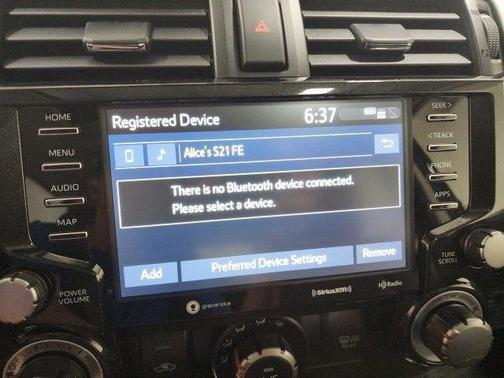 HOME
MENU
AUDIO
MAP
POWER
VOLUME
Registered Device
6:37
Alice's S21 FE
There is no Bluetooth device connected.
Please select a device.
Add
Preferred Device Settings
Remove
gracenote
SiriusXM
HD Radio
SEEK >
< TRACK
PHONE
APPS
TUNE
SCROLL